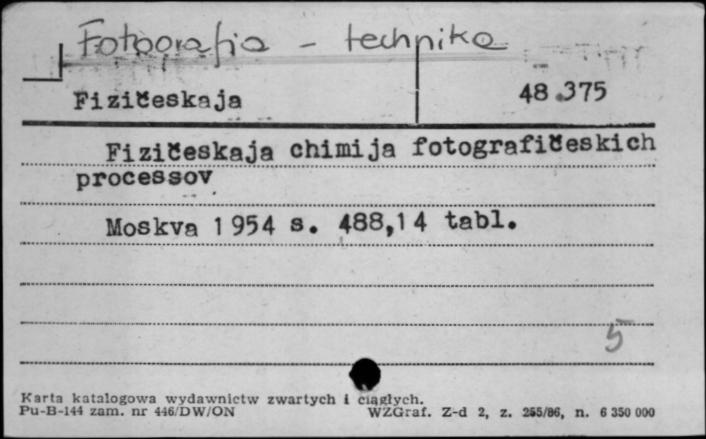 Fotografia - technika
Fizičeskaja 48.375
Fizičeskaja chimija fotografičeskich
processov
Moskva 1954 s. 488,14 tabl.
5
Karta katalogowa wydawnictw zwartych i ciągłych.
Pu-B-144 zam. nr 446/DW/ON WZGraf. Z-d 2, z. 255/86, n. 6 350 000